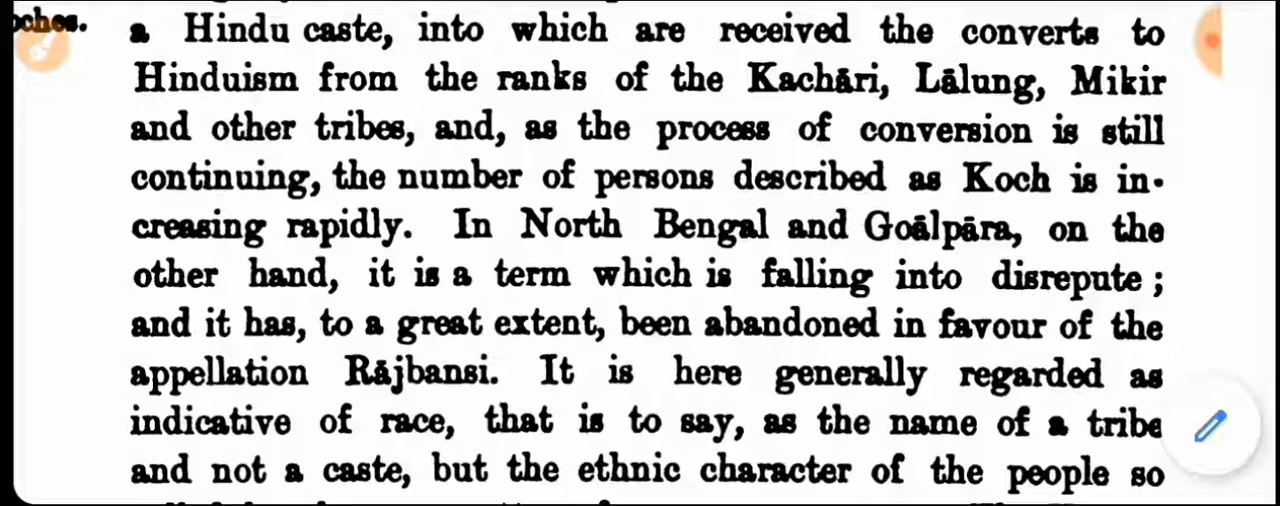 a Hindu caste, into which are received the converts to
Hinduism from the ranks of the Kachāri, Lālung, Mikir
and other tribes, and, as the process of conversion is still
continuing, the number of persons described as Koch is in-
creasing rapidly. In North Bengal and Goālpāra, on the
other hand, it is a term which is falling into disrepute ;
and it has, to a great extent, been abandoned in favour of the
appellation Rājbansi. It is here generally regarded as
indicative of race, that is to say, as the name of a tribe
and not a caste, but the ethnic character of the people so